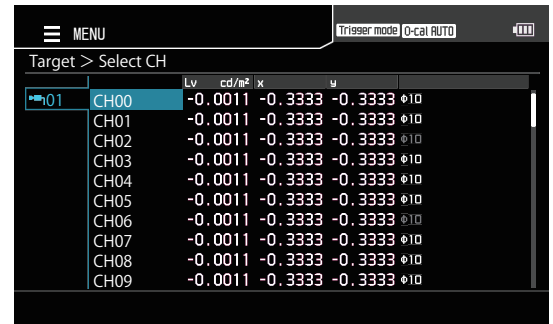 MENU Trigger mode 0-cal AUTO
Target > Select CH
Lv cd/m² x y
01 CH00 -0.0011 -0.3333 -0.3333 Φ10
CH01 -0.0011 -0.3333 -0.3333 Φ10
CH02 -0.0011 -0.3333 -0.3333 Φ10
CH03 -0.0011 -0.3333 -0.3333 Φ10
CH04 -0.0011 -0.3333 -0.3333 Φ10
CH05 -0.0011 -0.3333 -0.3333 Φ10
CH06 -0.0011 -0.3333 -0.3333 Φ10
CH07 -0.0011 -0.3333 -0.3333 Φ10
CH08 -0.0011 -0.3333 -0.3333 Φ10
CH09 -0.0011 -0.3333 -0.3333 Φ10